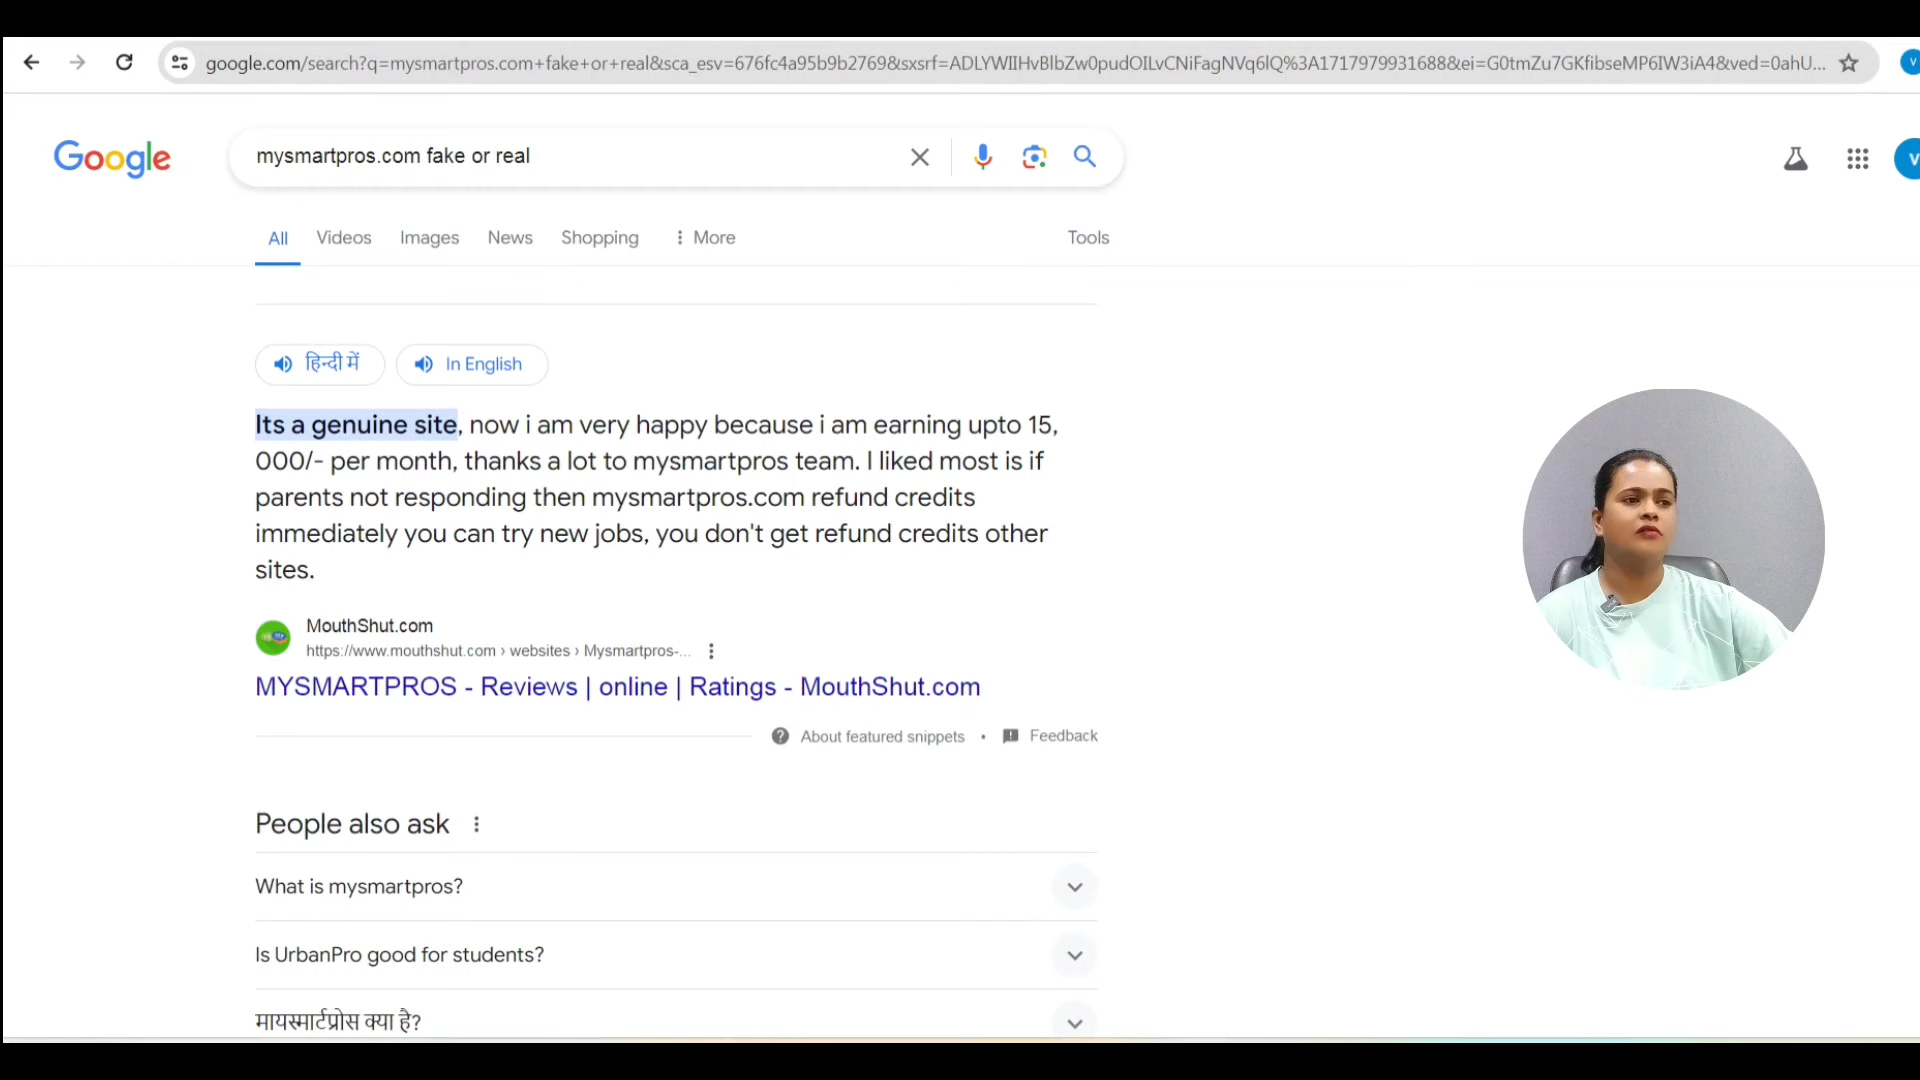 google.com/search?q=mysmartpros.com+fake+or+real&sca_esv=676fc4a95b9b2769&sxsrf=ADLYWIIHvBlbZw0pudOILvCNiFagNVq6lQ%3A1717979931688&ei=G0tmZu7GKfibseMP6IW3iA4&ved=0ahU...
V
Google
mysmartpros.com fake or real
V
All Videos Images News Shopping More Tools
हिन्दी में In English
Its a genuine site, now i am very happy because i am earning upto 15,
000/- per month, thanks a lot to mysmartpros team. I liked most is if
parents not responding then mysmartpros.com refund credits
immediately you can try new jobs, you don't get refund credits other
sites.
MouthShut.com
https://www.mouthshut.com › websites › Mysmartpros-...
MYSMARTPROS - Reviews | online | Ratings - MouthShut.com
About featured snippets • Feedback
People also ask
What is mysmartpros?
Is UrbanPro good for students?
मायस्मार्टप्रोस क्या है?